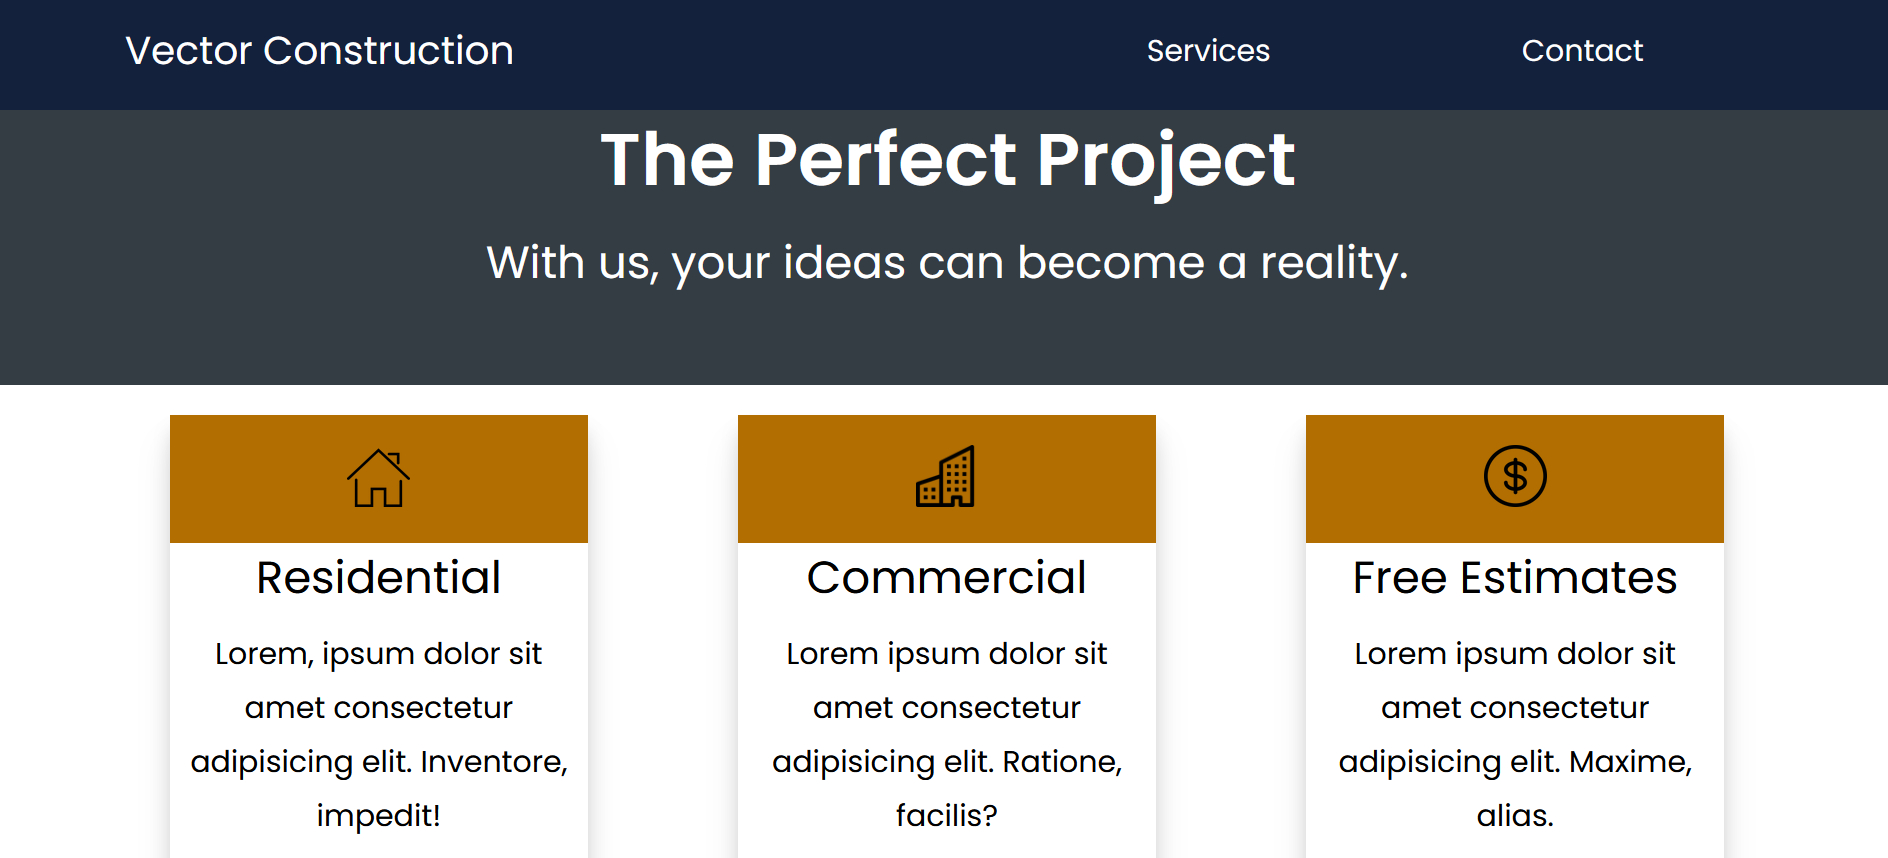 Vector Construction
Services
Contact
The Perfect Project
With us, your ideas can become a reality.
Residential
Lorem, ipsum dolor sit
amet consectetur
adipisicing elit. Inventore,
impedit!
Commercial
Lorem ipsum dolor sit
amet consectetur
adipisicing elit. Ratione,
facilis?
Free Estimates
Lorem ipsum dolor sit
amet consectetur
adipisicing elit. Maxime,
alias.